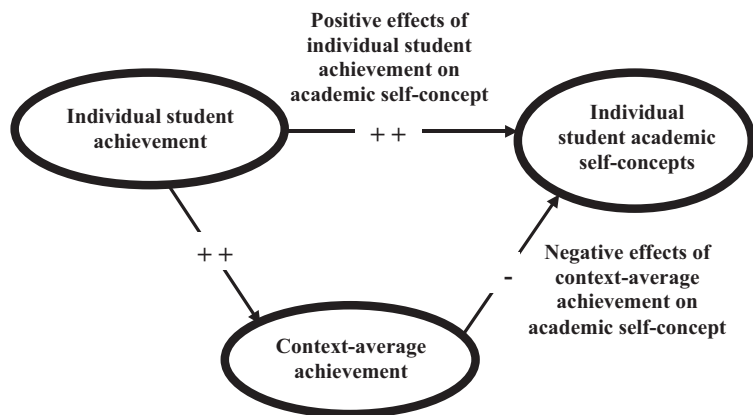 Positive effects of
individual student
achievement on
academic self-concept
Individual student
achievement
+ +
Individual
student academic
self-concepts
+ +
-
Negative effects of
context-average
achievement on
academic self-concept
Context-average
achievement